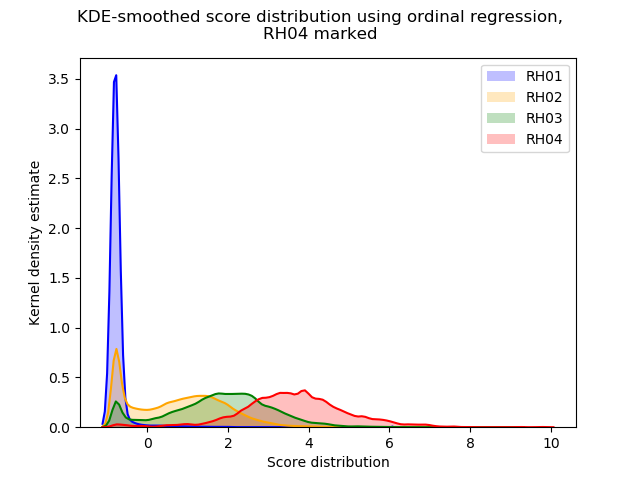 KDE-smoothed score distribution using ordinal regression,
RH04 marked
RH01
RH02
RH03
RH04
3.5
3.0
2.5
2.0
1.5
1.0
0.5
0.0
Kernel density estimate
0 2 4 6 8 10
Score distribution